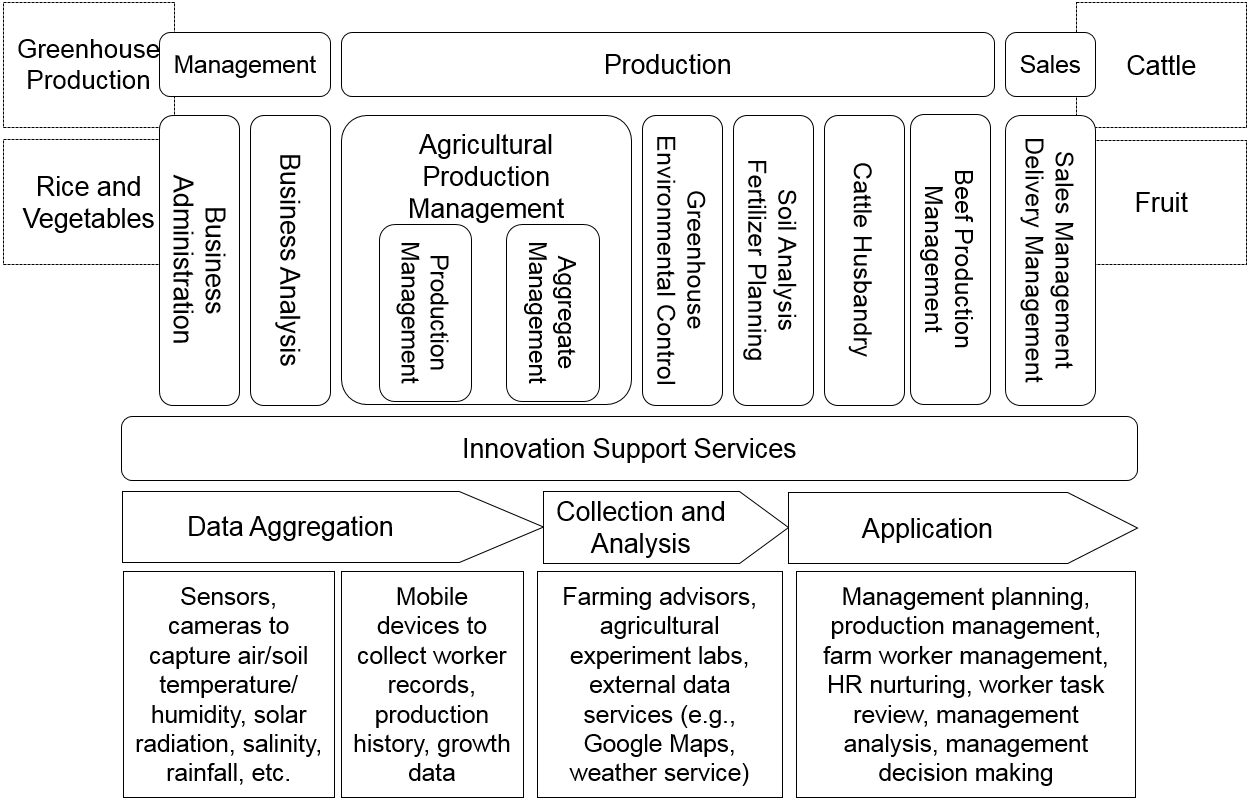 Greenhouse
Production
Management
Production
Sales
Cattle
Rice and
Vegetables
Business
Administration
Business Analysis
Agricultural
Production
Management
Production
Management
Aggregate
Management
Greenhouse
Environmental Control
Soil Analysis
Fertilizer Planning
Cattle Husbandry
Beef Production
Management
Sales Management
Delivery Management
Fruit
Innovation Support Services
Data Aggregation
Collection and
Analysis
Application
Sensors,
cameras to
capture air/soil
temperature/
humidity, solar
radiation, salinity,
rainfall, etc.
Mobile
devices to
collect worker
records,
production
history, growth
data
Farming advisors,
agricultural
experiment labs,
external data
services (e.g.,
Google Maps,
weather service)
Management planning,
production management,
farm worker management,
HR nurturing, worker task
review, management
analysis, management
decision making